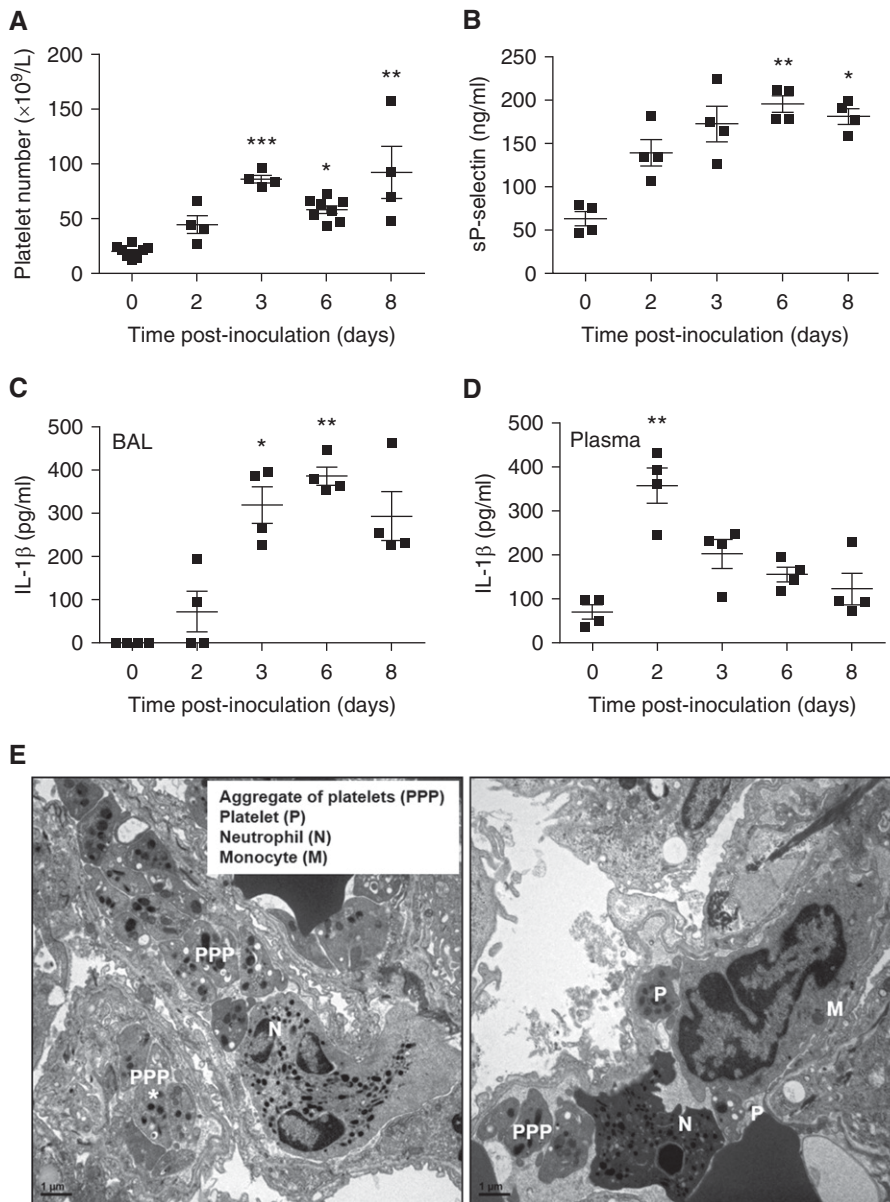 A
Platelet number (×10⁹/L)
200
150
100
50
0
***
*
**
0 2 3 6 8
Time post-inoculation (days)
B
sP-selectin (ng/ml)
250
200
150
100
50
0
**
*
0 2 3 6 8
Time post-inoculation (days)
C
BAL
IL-1β (pg/ml)
500
400
300
200
100
0
*
**
0 2 3 6 8
Time post-inoculation (days)
D
Plasma
IL-1β (pg/ml)
500
400
300
200
100
0
**
0 2 3 6 8
Time post-inoculation (days)
E
Aggregate of platelets (PPP)
Platelet (P)
Neutrophil (N)
Monocyte (M)
PPP
N
PPP
*
1 µm
P
M
N
P
PPP
1 µm